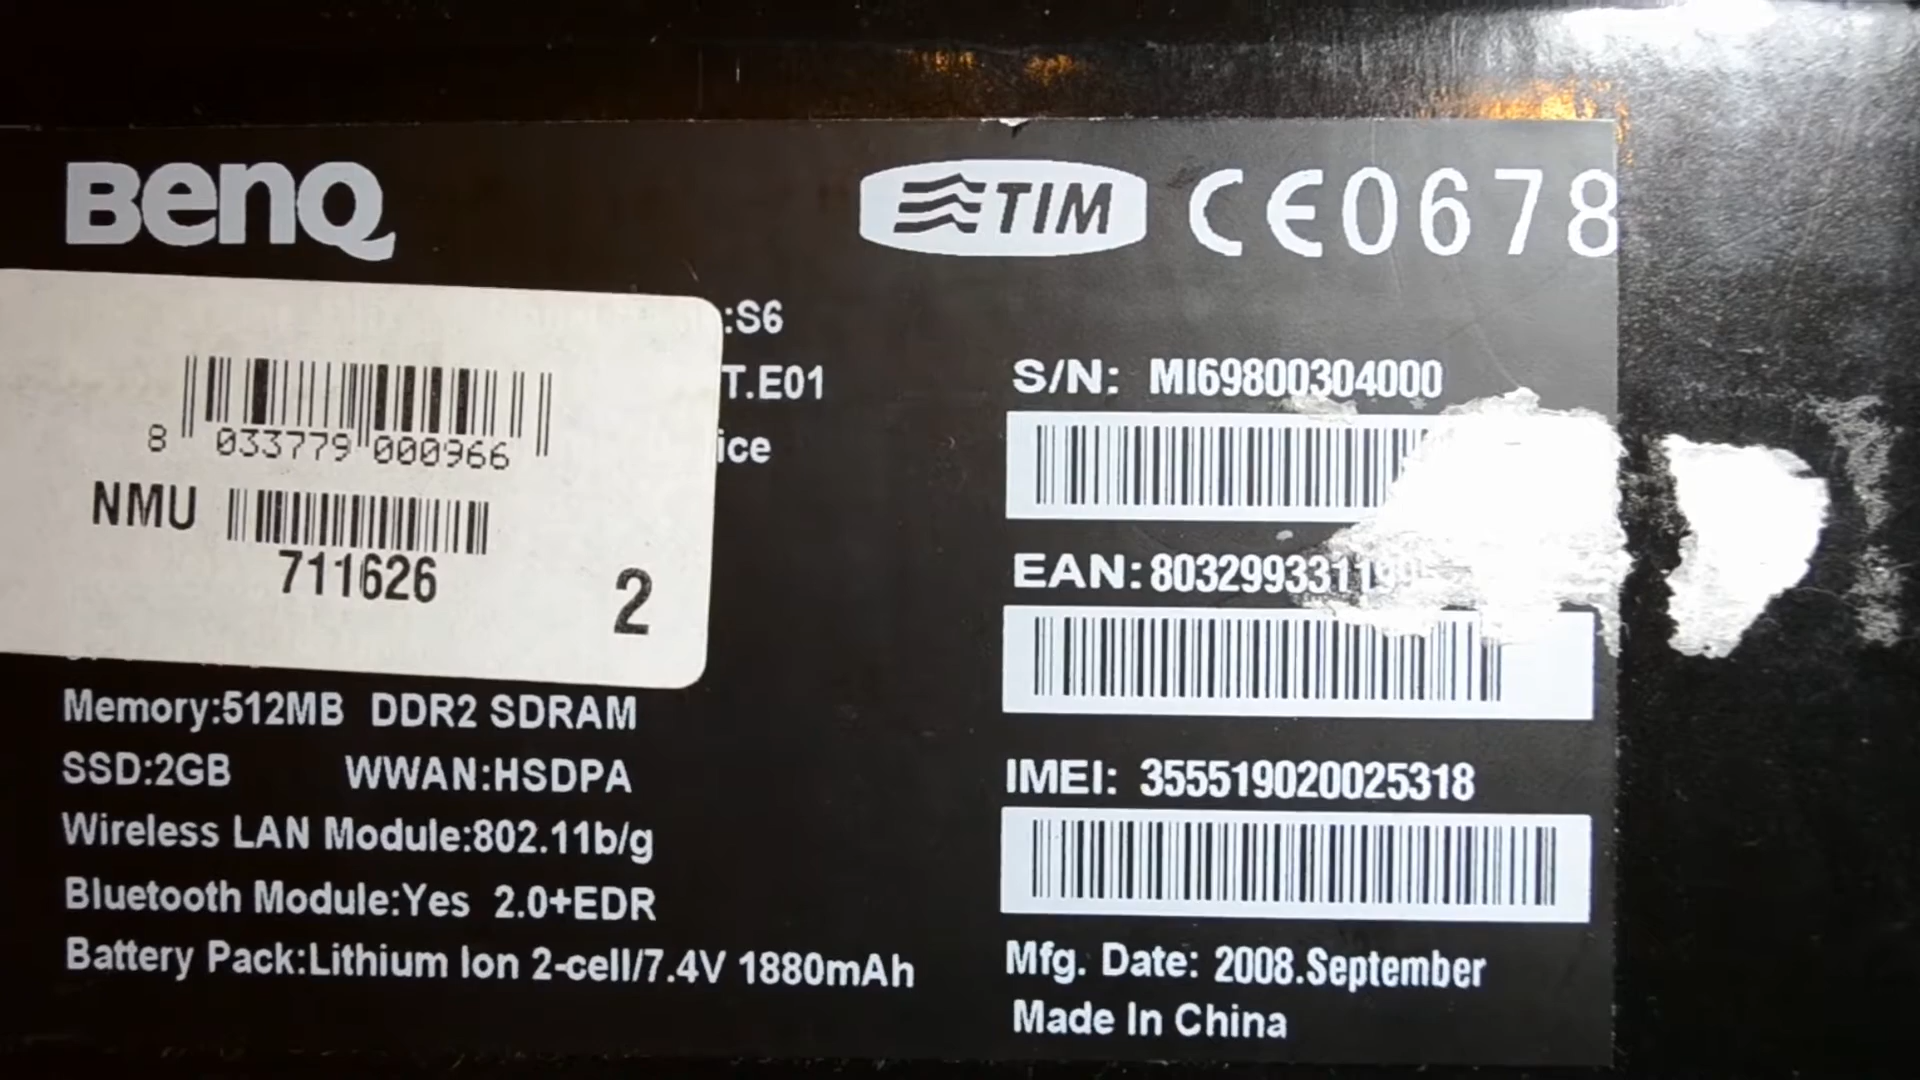 BenQ
TIM CE0678
:S6
T.E01
ice
8 033779 000966
NMU
711626
2
Memory:512MB DDR2 SDRAM
SSD:2GB WWAN:HSDPA
Wireless LAN Module:802.11b/g
Bluetooth Module:Yes 2.0+EDR
Battery Pack:Lithium Ion 2-cell/7.4V 1880mAh
S/N: MI69800304000
EAN:
IMEI: 355519020025318
Mfg. Date: 2008.September
Made In China